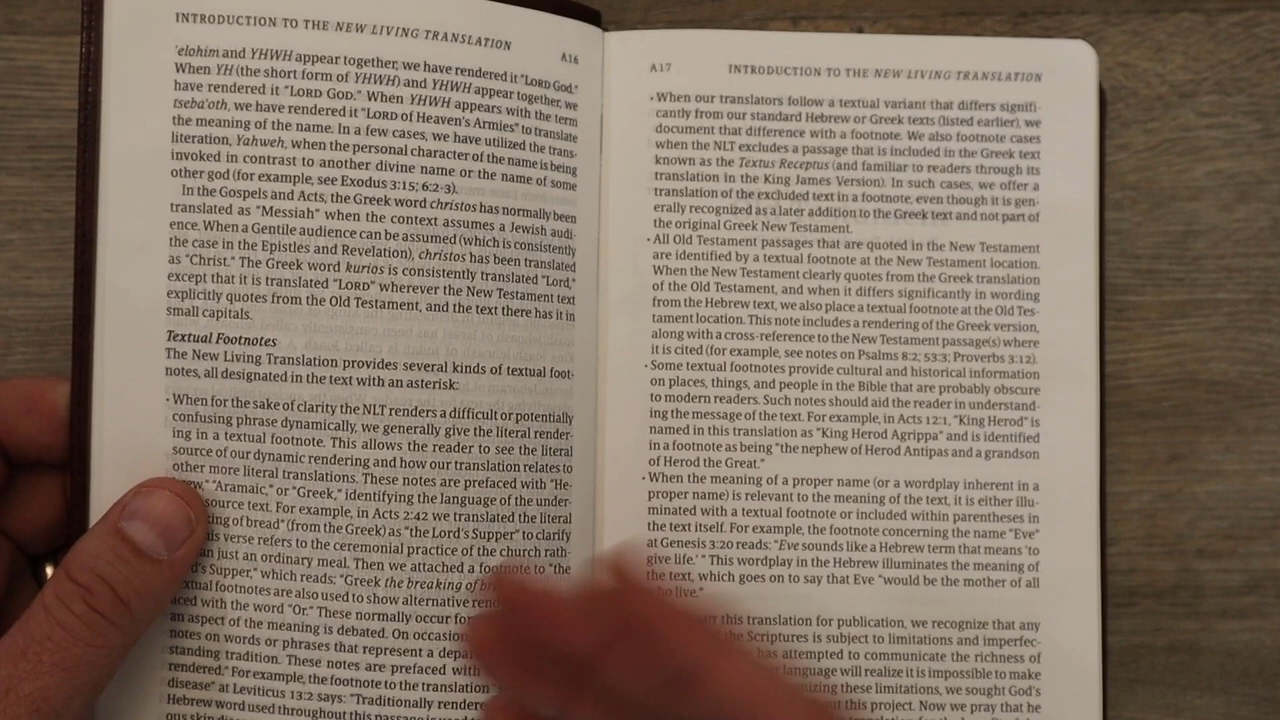 INTRODUCTION TO THE NEW LIVING TRANSLATION
A16
'elohim and YHWH appear together, we have rendered it "LORD God."
When YH (the short form of YHWH) and YHWH appear together, we
have rendered it "LORD GOD." When YHWH appears with the term
tseba'oth, we have rendered it "LORD of Heaven's Armies" to translate
the meaning of the name. In a few cases, we have utilized the trans-
literation, Yahweh, when the personal character of the name is being
invoked in contrast to another divine name or the name of some
other god (for example, see Exodus 3:15; 6:2-3).
In the Gospels and Acts, the Greek word christos has normally been
translated as "Messiah" when the context assumes a Jewish audi-
ence. When a Gentile audience can be assumed (which is consistently
the case in the Epistles and Revelation), christos has been translated
as "Christ." The Greek word kurios is consistently translated "Lord,"
except that it is translated "LORD" wherever the New Testament text
explicitly quotes from the Old Testament, and the text there has it in
small capitals.
Textual Footnotes
The New Living Translation provides several kinds of textual foot-
notes, all designated in the text with an asterisk:
• When for the sake of clarity the NLT renders a difficult or potentially
confusing phrase dynamically, we generally give the literal render-
ing in a textual footnote. This allows the reader to see the literal
source of our dynamic rendering and how our translation relates to
other more literal translations. These notes are prefaced with "He-
brew," "Aramaic," or "Greek," identifying the language of the under-
source text. For example, in Acts 2:42 we translated the literal
king of bread" (from the Greek) as "the Lord's Supper" to clarify
his verse refers to the ceremonial practice of the church rath-
an just an ordinary meal. Then we attached a footnote to "the
d's Supper," which reads: "Greek the breaking of br
xtual footnotes are also used to show alternative rend
aced with the word "Or." These normally occur for
an aspect of the meaning is debated. On occasion
notes on words or phrases that represent a depa
standing tradition. These notes are prefaced with
rendered." For example, the footnote to the translation
disease" at Leviticus 13:2 says: "Traditionally rendere
Hebrew word used throughout this passage is used
ous skin
A17
INTRODUCTION TO THE NEW LIVING TRANSLATION
• When our translators follow a textual variant that differs signifi-
cantly from our standard Hebrew or Greek texts (listed earlier), we
document that difference with a footnote. We also footnote cases
when the NLT excludes a passage that is included in the Greek text
known as the Textus Receptus (and familiar to readers through its
translation in the King James Version). In such cases, we offer a
translation of the excluded text in a footnote, even though it is gen-
erally recognized as a later addition to the Greek text and not part of
the original Greek New Testament.
• All Old Testament passages that are quoted in the New Testament
are identified by a textual footnote at the New Testament location.
When the New Testament clearly quotes from the Greek translation
of the Old Testament, and when it differs significantly in wording
from the Hebrew text, we also place a textual footnote at the Old Tes-
tament location. This note includes a rendering of the Greek version,
along with a cross-reference to the New Testament passage(s) where
it is cited (for example, see notes on Psalms 8:2; 53:3; Proverbs 3:12).
• Some textual footnotes provide cultural and historical information
on places, things, and people in the Bible that are probably obscure
to modern readers. Such notes should aid the reader in understand-
ing the message of the text. For example, in Acts 12:1, "King Herod" is
named in this translation as "King Herod Agrippa" and is identified
in a footnote as being "the nephew of Herod Antipas and a grandson
of Herod the Great."
• When the meaning of a proper name (or a wordplay inherent in a
proper name) is relevant to the meaning of the text, it is either illu-
minated with a textual footnote or included within parentheses in
the text itself. For example, the footnote concerning the name "Eve"
at Genesis 3:20 reads: "Eve sounds like a Hebrew term that means 'to
give life.' " This wordplay in the Hebrew illuminates the meaning of
the text, which goes on to say that Eve "would be the mother of all
who live."
this translation for publication, we recognize that any
the Scriptures is subject to limitations and imperfec-
has attempted to communicate the richness of
language will realize it is impossible to make
nizing these limitations, we sought God's
out this project. Now we pray that he